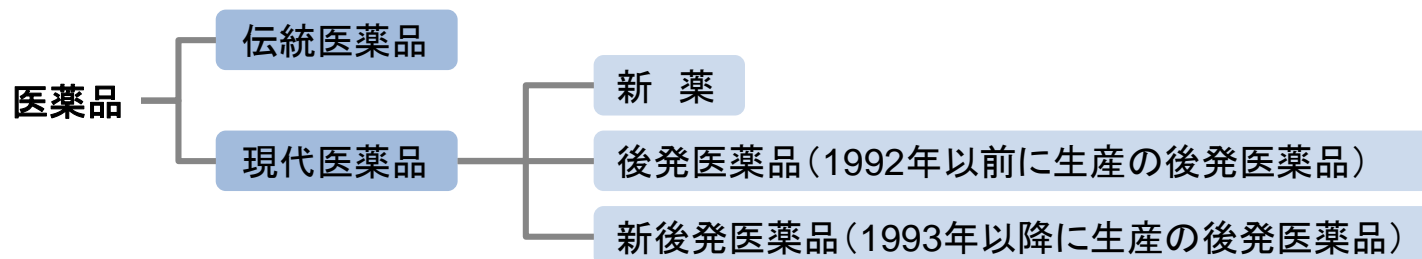 医薬品
伝統医薬品
現代医薬品
新 薬
後発医薬品(1992年以前に生産の後発医薬品)
新後発医薬品(1993年以降に生産の後発医薬品)